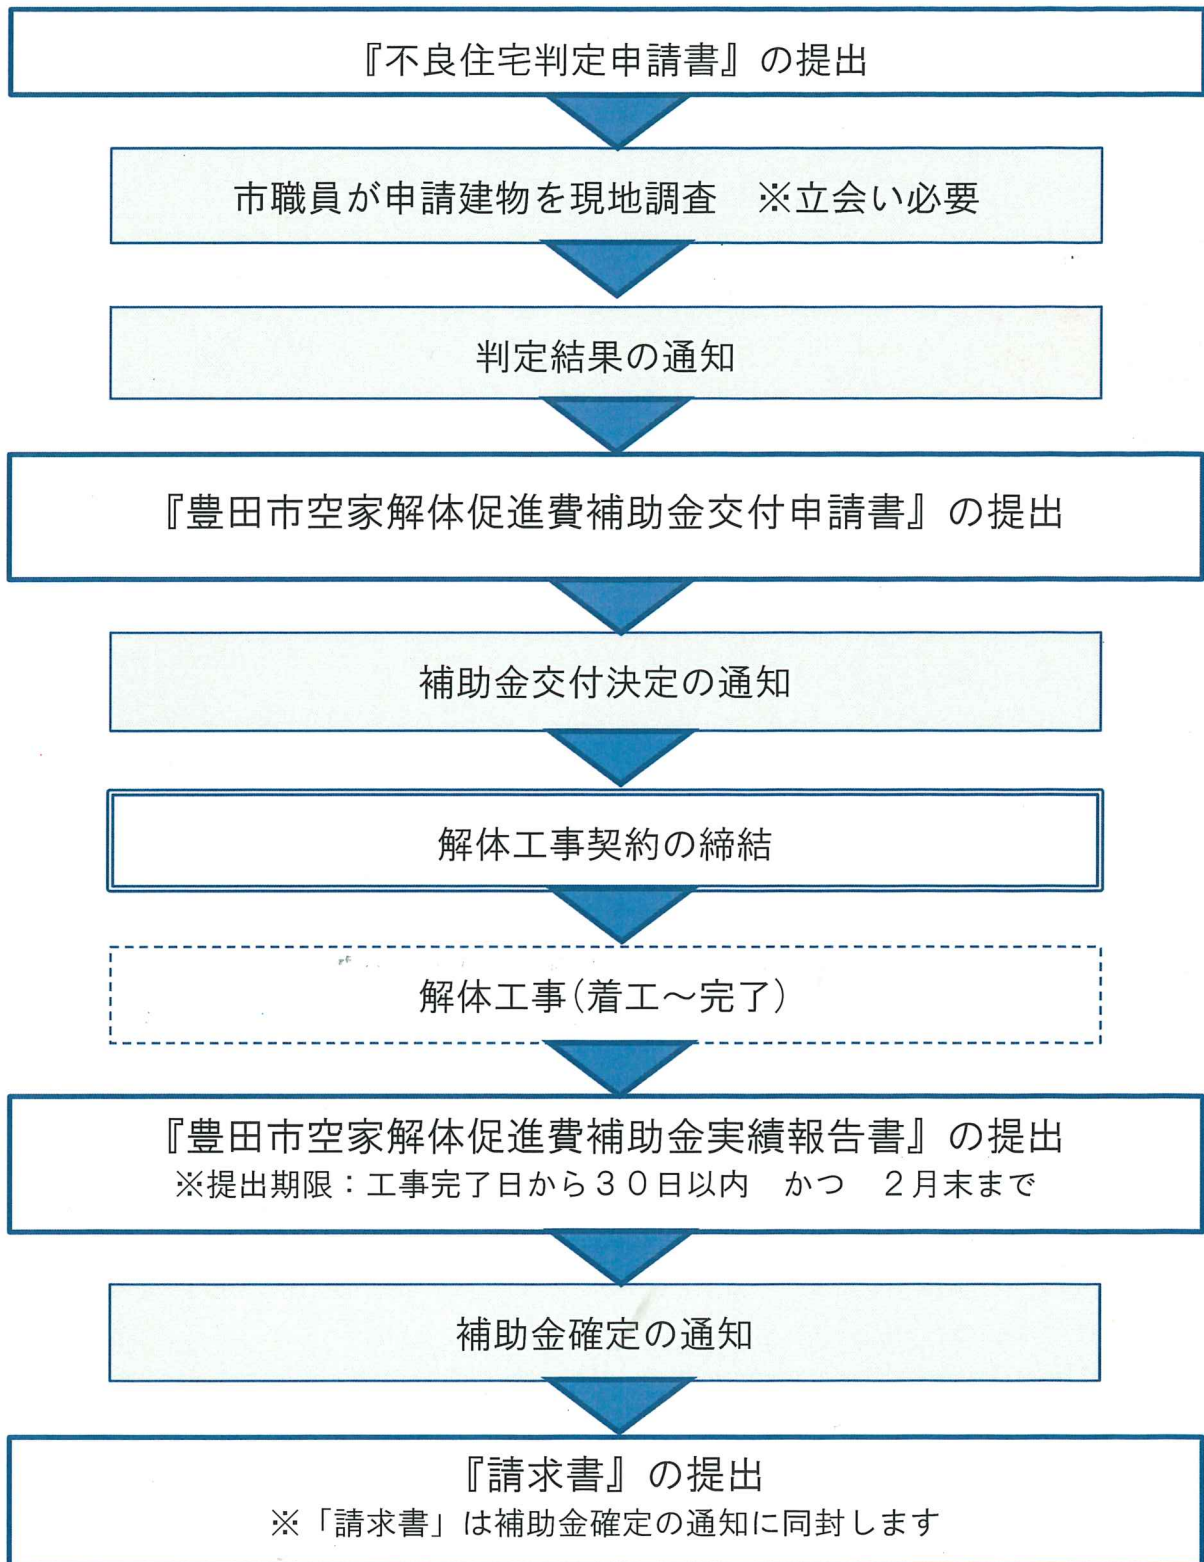 『不良住宅判定申請書』の提出
市職員が申請建物を現地調査　※立会い必要
判定結果の通知
『豊田市空家解体促進費補助金交付申請書』の提出
補助金交付決定の通知
解体工事契約の締結
解体工事(着工～完了)
『豊田市空家解体促進費補助金実績報告書』の提出
※提出期限：工事完了日から３０日以内　かつ　２月末まで
補助金確定の通知
『請求書』の提出
※「請求書」は補助金確定の通知に同封します